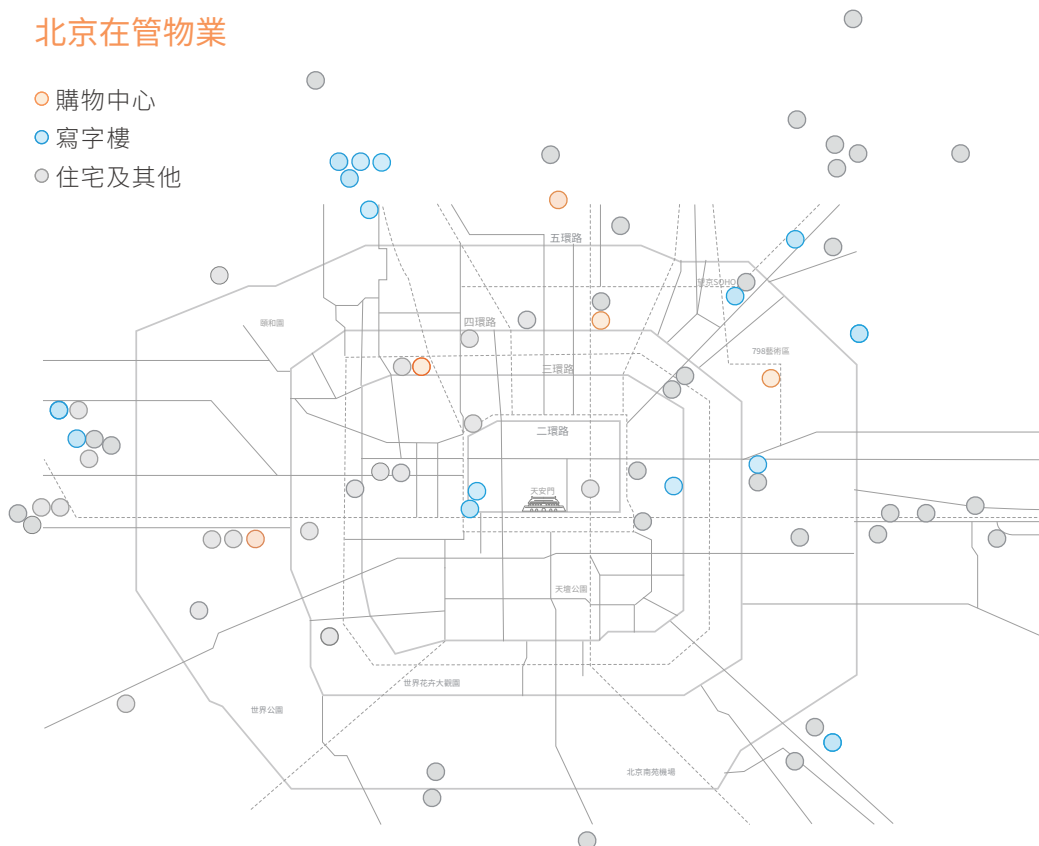 北京在管物業
購物中心
寫字樓
住宅及其他
五環路
望京SOHO
頤和園
四環路
798藝術區
三環路
二環路
天安門
天壇公園
世界花卉大觀園
世界公園
北京南苑機場